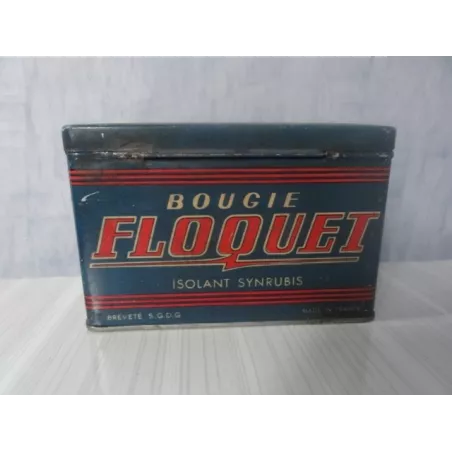 BOUGIE
FLOQUET
ISOLANT SYNRUBIS
BREVETÉ S.G.D.G MADE IN FRANCE